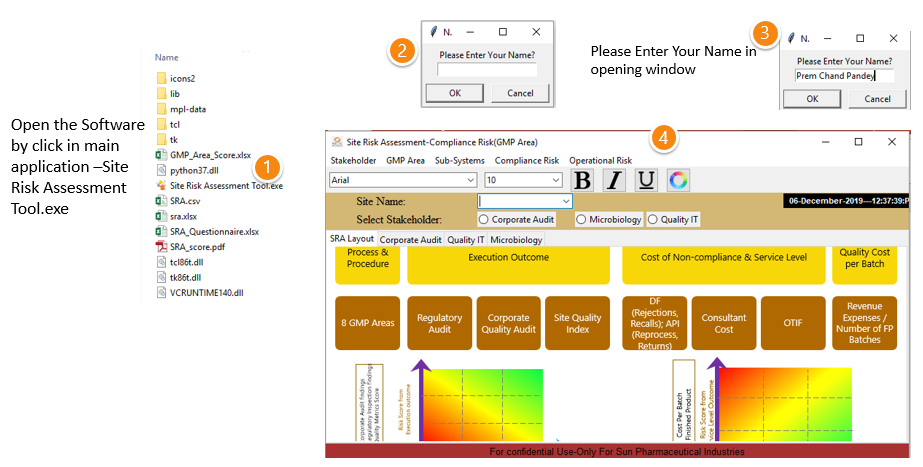 Open the Software
by click in main
application –Site
Risk Assessment
Tool.exe
Name
icons2
lib
mpl-data
tcl
tk
GMP_Area_Score.xlsx
python37.dll
Site Risk Assessment Tool.exe
SRA.csv
sra.xlsx
SRA_Questionnaire.xlsx
SRA_score.pdf
tcl86t.dll
tk86t.dll
VCRUNTIME140.dll
1
2
N.
Please Enter Your Name?
OK Cancel
Please Enter Your Name in
opening window
3
N.
Please Enter Your Name?
Prem Chand Pandey
OK Cancel
4
Site Risk Assessment-Compliance Risk(GMP Area)
Stakeholder GMP Area Sub-Systems Compliance Risk Operational Risk
Arial 10 B I U
Site Name:
06-December-2019---12:37:39:P
Select Stakeholder: Corporate Audit Microbiology Quality IT
SRA Layout Corporate Audit Quality IT Microbiology
Process &
Procedure
Execution Outcome
Cost of Non-compliance & Service Level
Quality Cost
per Batch
8 GMP Areas
Regulatory
Audit
Corporate
Quality Audit
Site Quality
Index
DF
(Rejections,
Recalls); API
(Reprocess,
Returns)
Consultant
Cost
OTIF
Revenue
Expenses /
Number of FP
Batches
orporate Audit findings
egulatory Inspection findings
uality Metrics Score
Risk Score from
Execution outcome
Cost Per Batch
Finished Product
Risk Score from
vice Level Outcome
For confidential Use-Only For Sun Pharmaceutical Industries